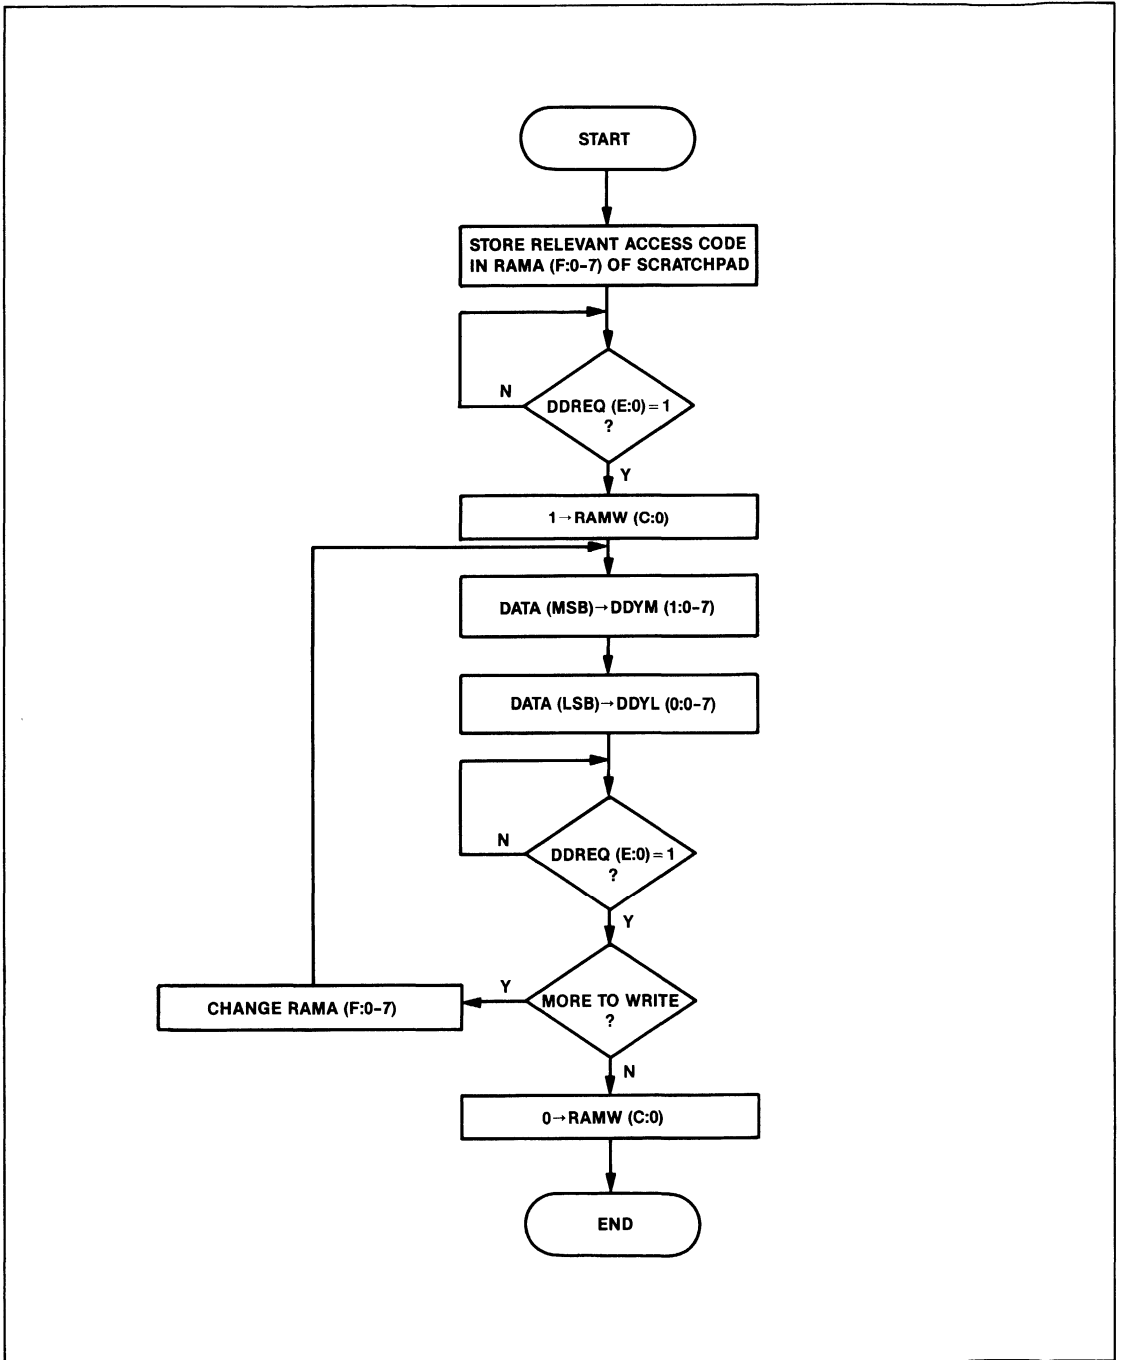 START
STORE RELEVANT ACCESS CODE
IN RAMA (F:0–7) OF SCRATCHPAD
N
DDREQ (E:0) = 1
?
Y
1→RAMW (C:0)
DATA (MSB)→DDYM (1:0–7)
DATA (LSB)→DDYL (0:0–7)
N
DDREQ (E:0) = 1
?
Y
Y
MORE TO WRITE
?
CHANGE RAMA (F:0–7)
N
0→RAMW (C:0)
END